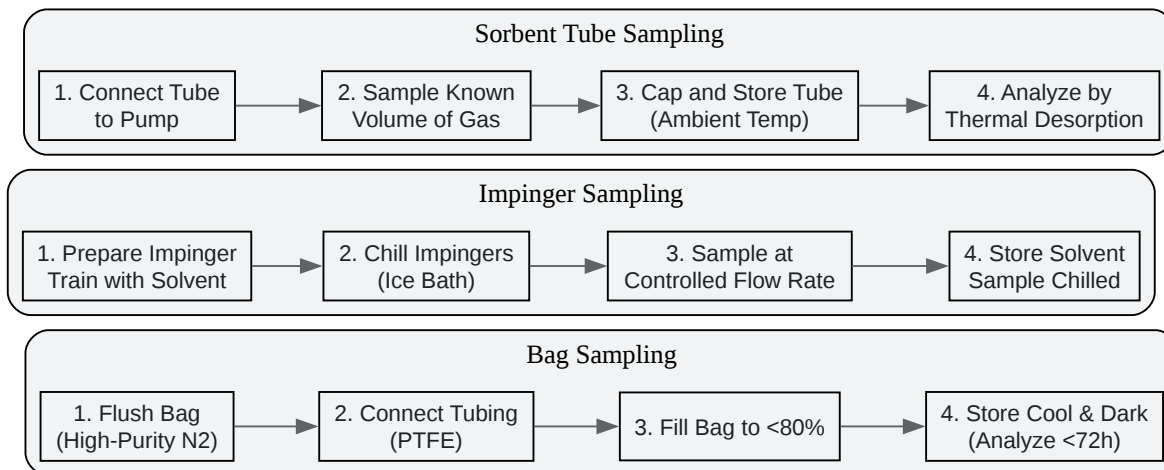 Sorbent Tube Sampling
1. Connect Tube
to Pump
2. Sample Known
Volume of Gas
3. Cap and Store Tube
(Ambient Temp)
4. Analyze by
Thermal Desorption
Impinger Sampling
1. Prepare Impinger
Train with Solvent
2. Chill Impingers
(Ice Bath)
3. Sample at
Controlled Flow Rate
4. Store Solvent
Sample Chilled
Bag Sampling
1. Flush Bag
(High-Purity N2)
2. Connect Tubing
(PTFE)
3. Fill Bag to <80%
4. Store Cool & Dark
(Analyze <72h)